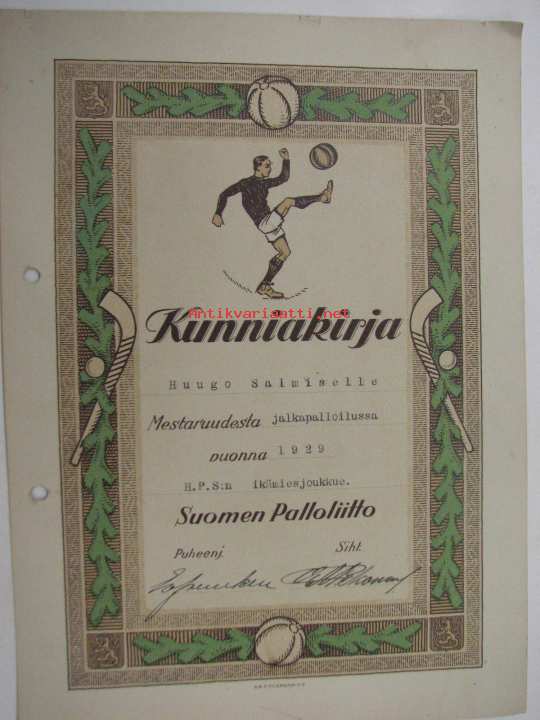 Antikvariaatti.net
Kunniakirja
Huugo Salmiselle
Mestaruudesta jalkapalloilussa
vuonna 1929
H.P.S:n ikämiesjoukkue.
Suomen Palloliitto
Puheenj. Siht.